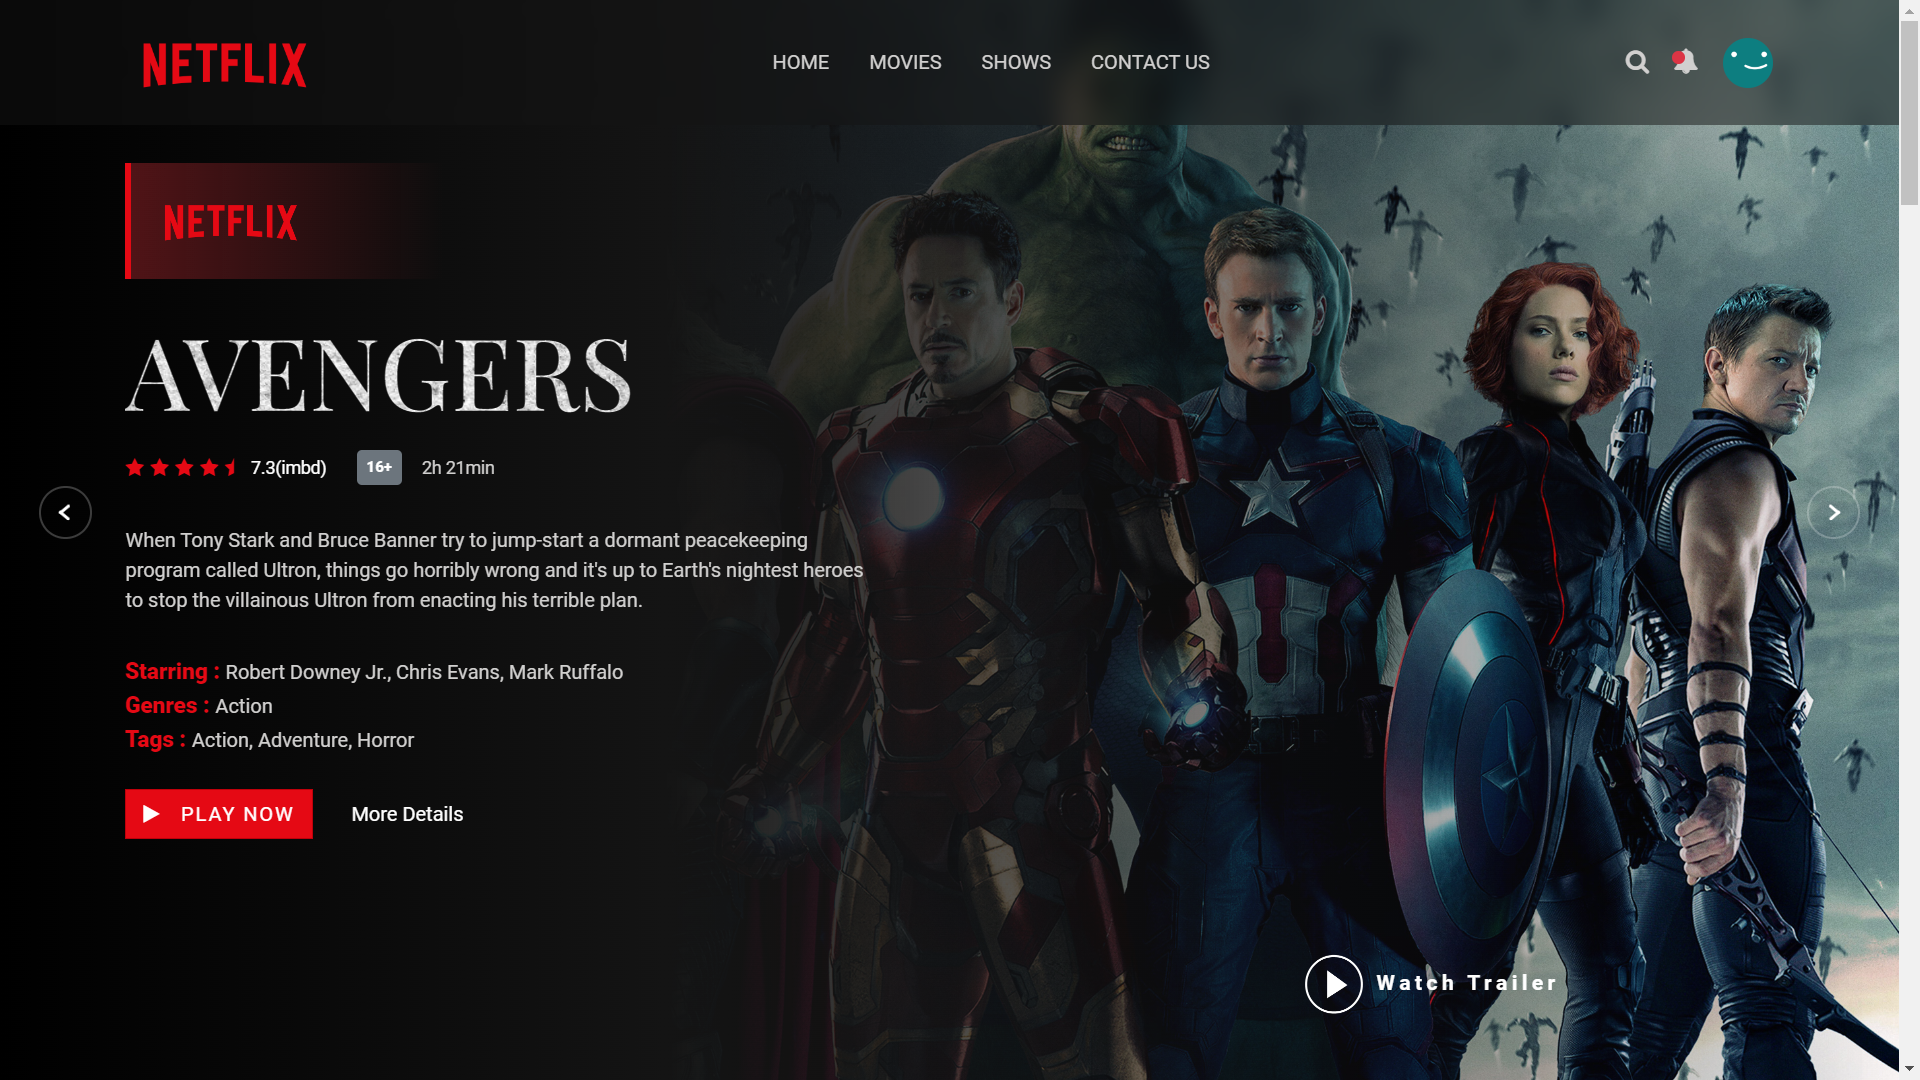 NETFLIX
HOME MOVIES SHOWS CONTACT US
NETFLIX
AVENGERS
7.3(imbd) 16+ 2h 21min
When Tony Stark and Bruce Banner try to jump-start a dormant peacekeeping
program called Ultron, things go horribly wrong and it's up to Earth's nightest heroes
to stop the villainous Ultron from enacting his terrible plan.
Starring : Robert Downey Jr., Chris Evans, Mark Ruffalo
Genres : Action
Tags : Action, Adventure, Horror
PLAY NOW More Details
Watch Trailer